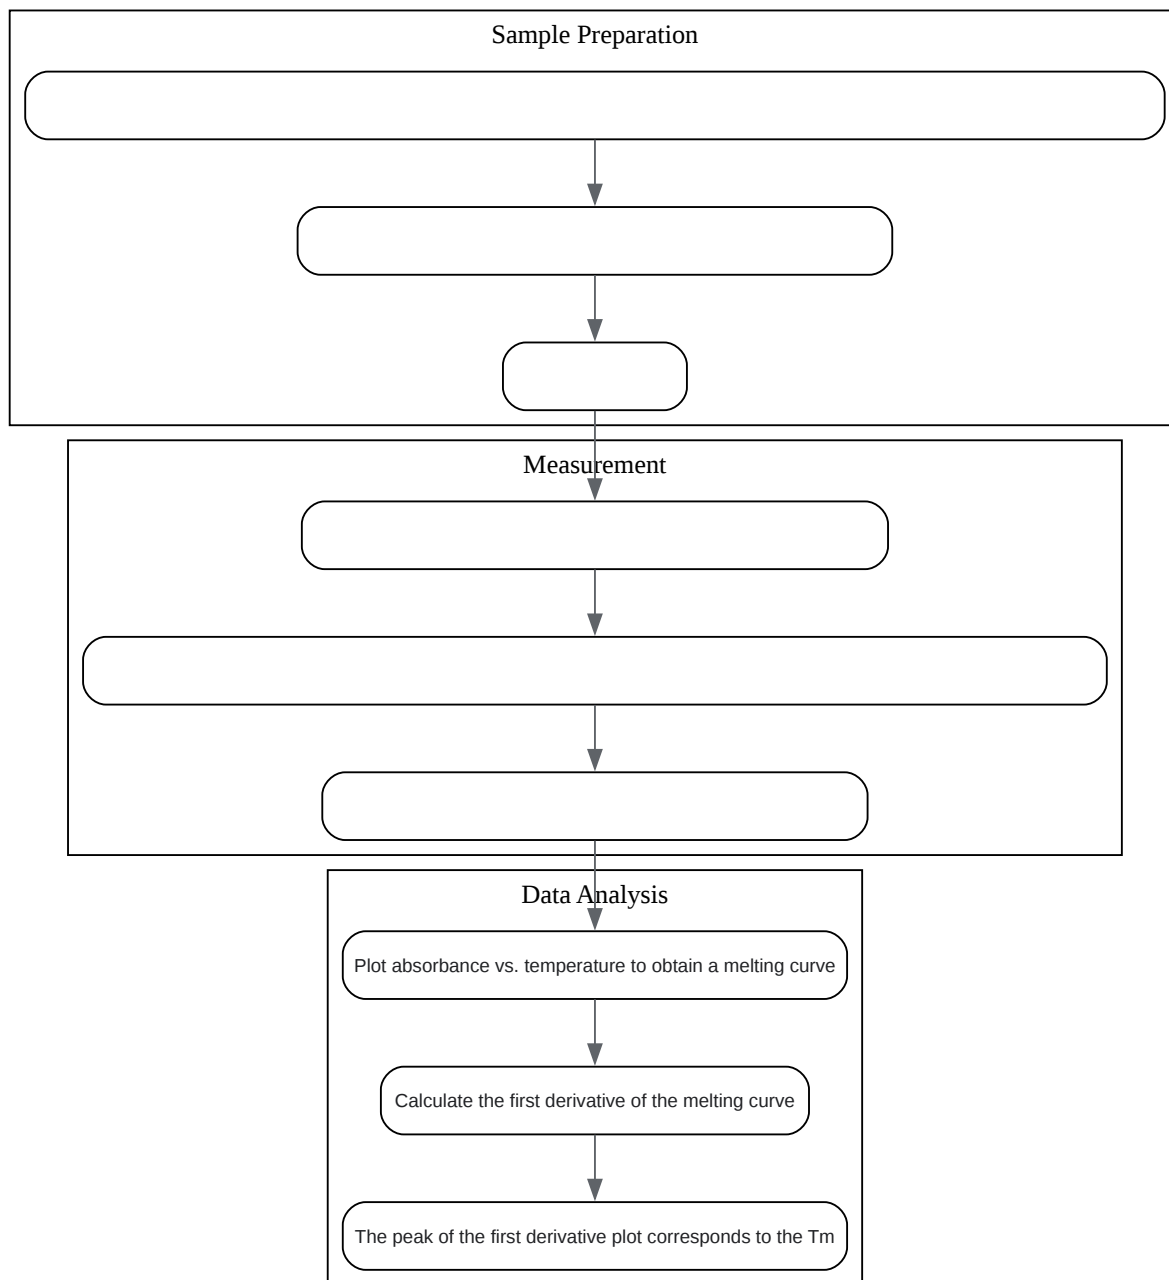 Sample Preparation
Measurement
Data Analysis
Plot absorbance vs. temperature to obtain a melting curve
Calculate the first derivative of the melting curve
The peak of the first derivative plot corresponds to the Tm